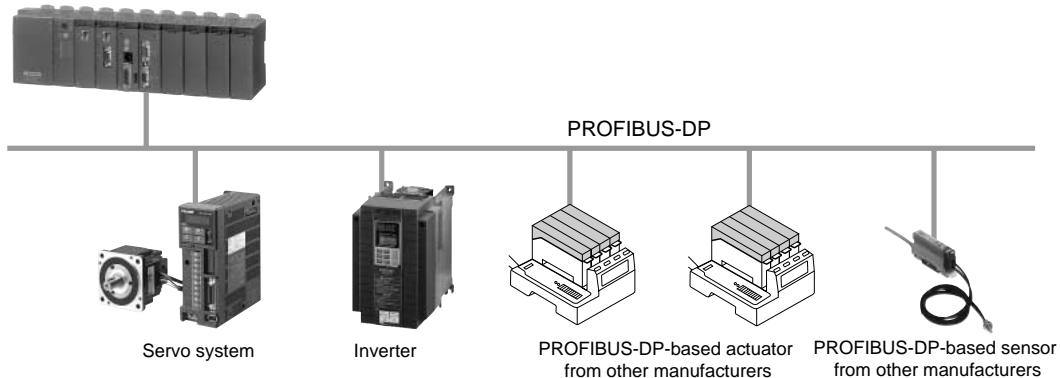 PROFIBUS-DP
Servo system
Inverter
PROFIBUS-DP-based actuator
from other manufacturers
PROFIBUS-DP-based sensor
from other manufacturers